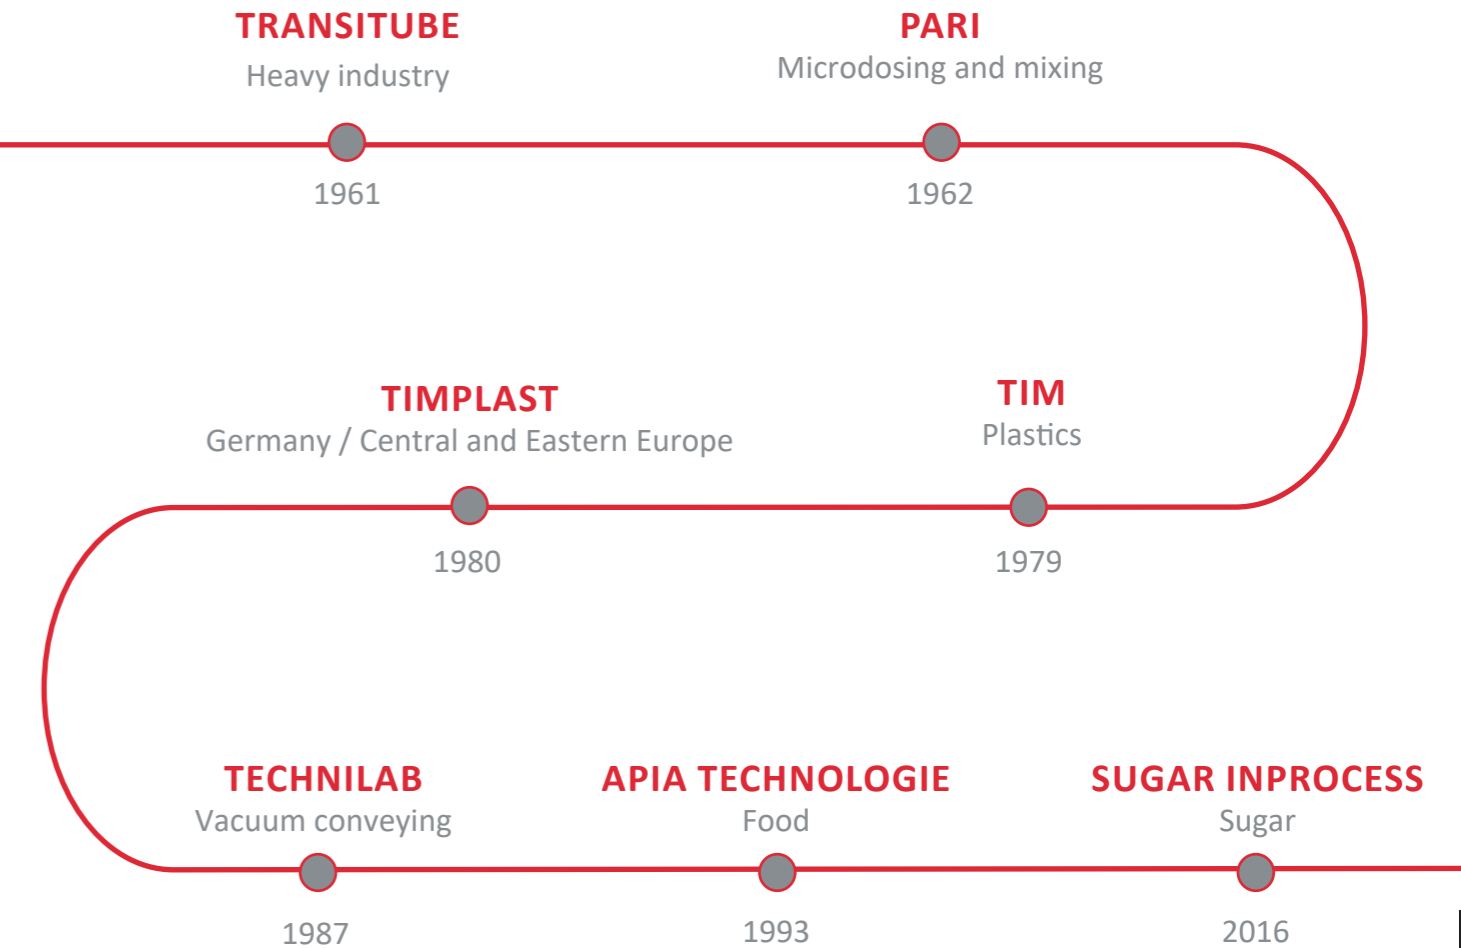 TRANSITUBE
Heavy industry
1961
PARI
Microdosing and mixing
1962
TIM
Plastics
1979
TIMPLAST
Germany / Central and Eastern Europe
1980
TECHNILAB
Vacuum conveying
1987
APIA TECHNOLOGIE
Food
1993
SUGAR INPROCESS
Sugar
2016